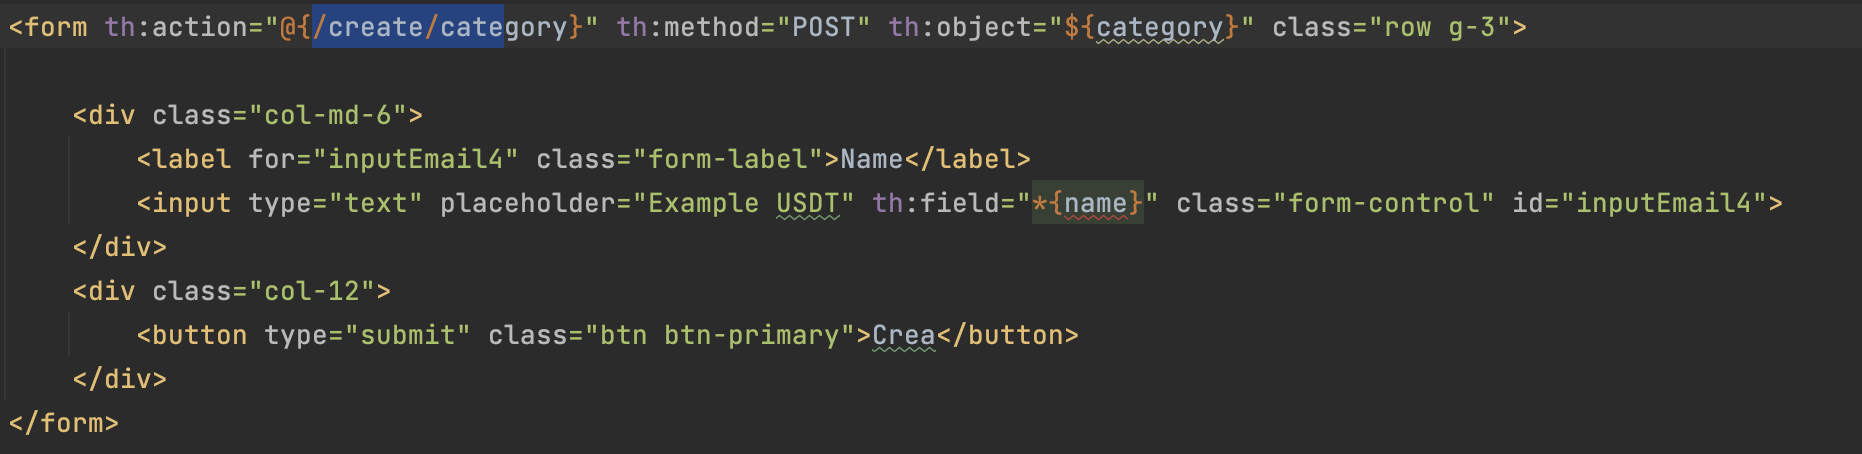 <form th:action="@{/create/category}" th:method="POST" th:object="${category}" class="row g-3">
<div class="col-md-6">
<label for="inputEmail4" class="form-label">Name</label>
<input type="text" placeholder="Example USDT" th:field="*{name}" class="form-control" id="inputEmail4">
</div>
<div class="col-12">
<button type="submit" class="btn btn-primary">Crea</button>
</div>
</form>